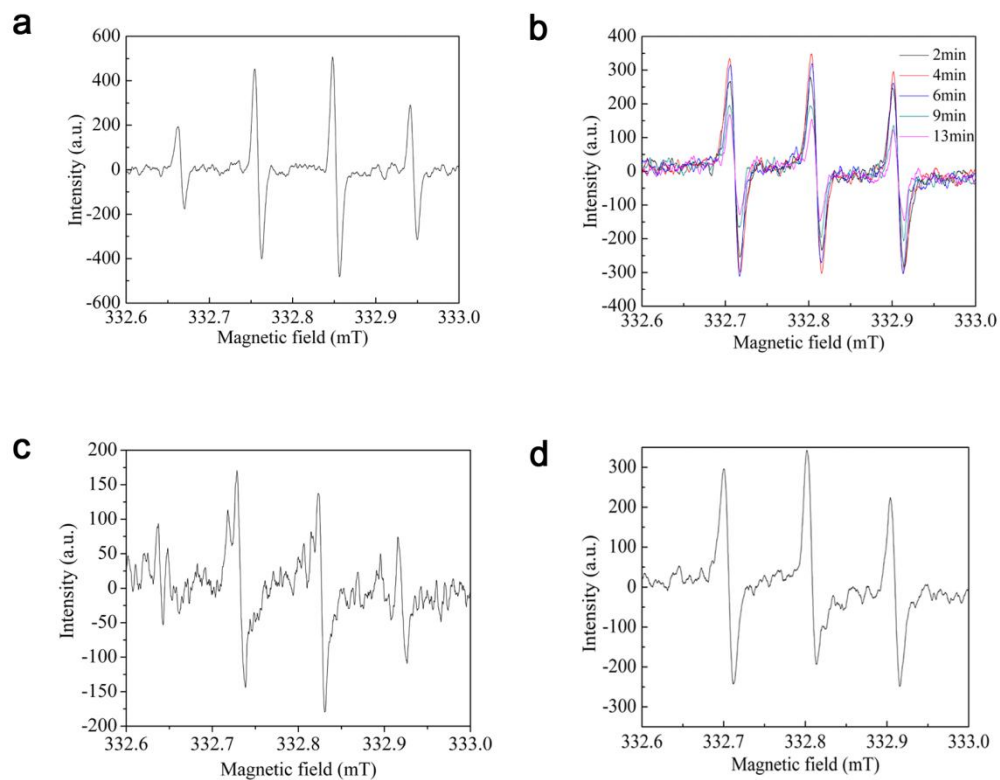 a
600
400
200
0
-200
-400
-600
332.6 332.7 332.8 332.9 333.0
Magnetic field (mT)
Intensity (a.u.)
b
400
300
200
100
0
-100
-200
-300
-400
2min
4min
6min
9min
13min
332.6 332.7 332.8 332.9 333.0
Magnetic field (mT)
Intensity (a.u.)
c
200
150
100
50
0
-50
-100
-150
-200
332.6 332.7 332.8 332.9 333.0
Magnetic field (mT)
Intensity (a.u.)
d
300
200
100
0
-100
-200
-300
332.6 332.7 332.8 332.9 333.0
Magnetic field (mT)
Intensity (a.u.)